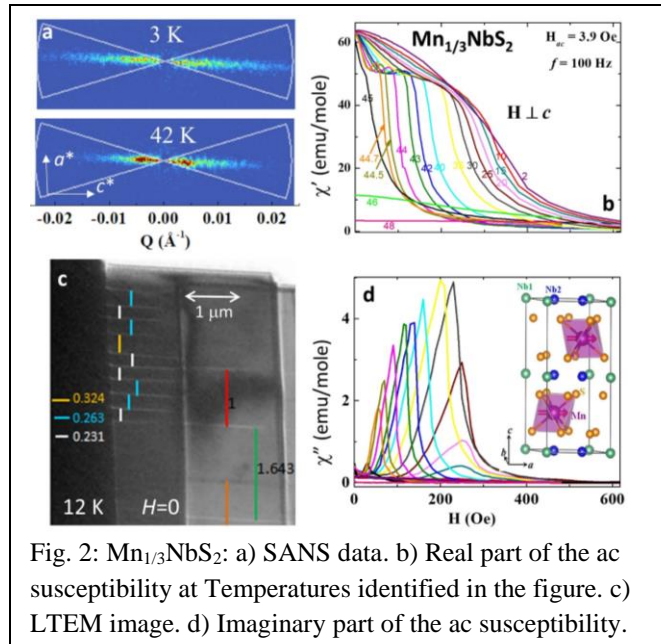 a
3 K
42 K
a*
c*
-0.02 -0.01 0.00 0.01 0.02
Q (Å⁻¹)
Mn1/3NbS2
Hac = 3.9 Oe
f = 100 Hz
H ⊥ c
60
40
20
0
χ' (emu/mole)
45
44.7
44.5
44
43
42
40
30
25
15
2
46
48
b
c
1 μm
0.324
0.263
0.231
1
1.643
12 K H=0
d
Nb1 Nb2
S
Mn
c
b
a
4
2
0
χ" (emu/mole)
0 200 400 600
H (Oe)
Fig. 2: Mn1/3NbS2: a) SANS data. b) Real part of the ac
susceptibility at Temperatures identified in the figure. c)
LTEM image. d) Imaginary part of the ac susceptibility.